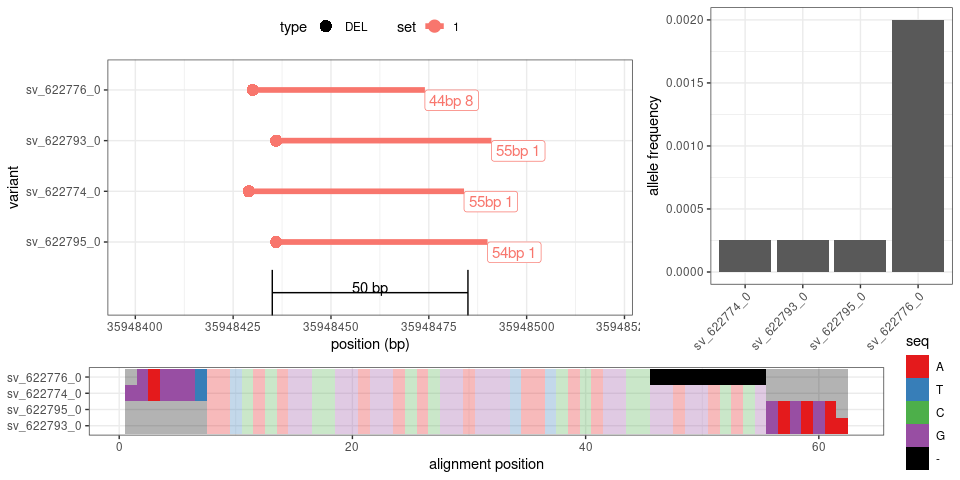 type DEL set 1
variant
sv_622776_0
sv_622793_0
sv_622774_0
sv_622795_0
44bp 8
55bp 1
55bp 1
54bp 1
50 bp
35948400 35948425 35948450 35948475 35948500
position (bp)
allele frequency
0.0020
0.0015
0.0010
0.0005
0.0000
sv_622774_0
sv_622793_0
sv_622795_0
sv_622776_0
sv_622776_0
sv_622774_0
sv_622795_0
sv_622793_0
0 20 40 60
alignment position
seq
A
T
C
G
-